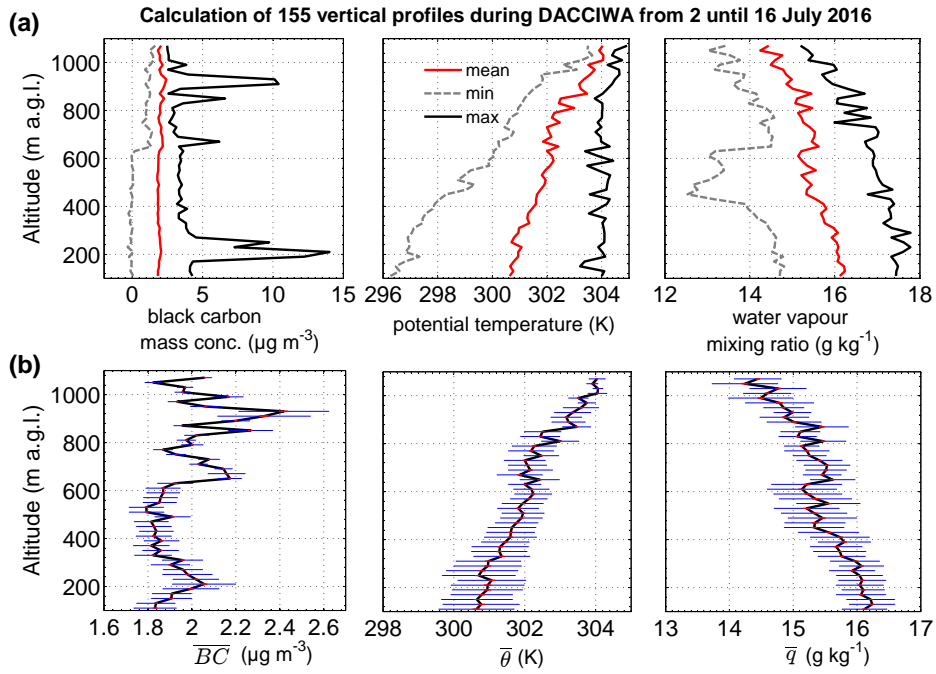 Calculation of 155 vertical profiles during DACCIWA from 2 until 16 July 2016
(a)
Altitude (m a.g.l.)
1000
800
600
400
200
0 5 10 15
black carbon
mass conc. (µg m-3)
mean
min
max
296 298 300 302 304
potential temperature (K)
12 13 14 15 16 17 18
water vapour
mixing ratio (g kg-1)
(b)
Altitude (m a.g.l.)
1000
800
600
400
200
1.6 1.8 2 2.2 2.4 2.6
BC (µg m-3)
298 300 302 304
θ (K)
13 14 15 16 17
q (g kg-1)